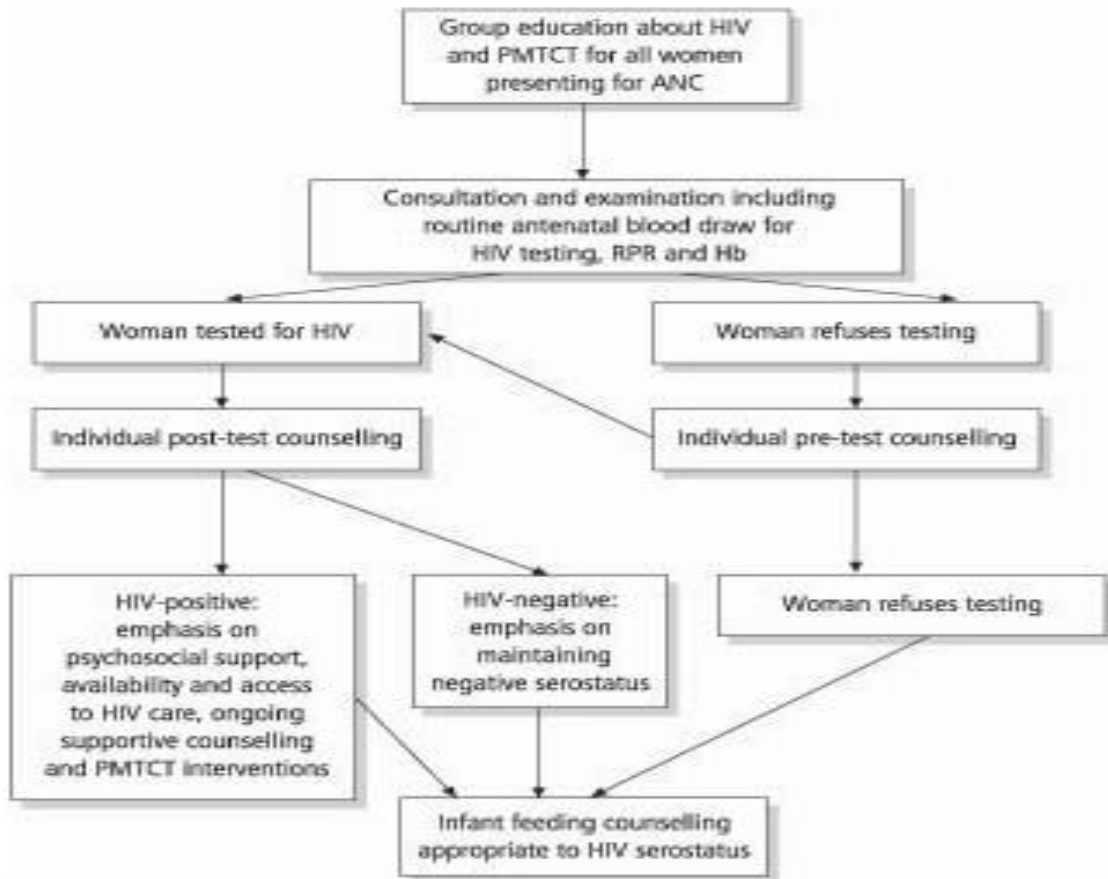 Group education about HIV
and PMTCT for all women
presenting for ANC
Consultation and examination including
routine antenatal blood draw for
HIV testing, RPR and Hb
Woman tested for HIV
Woman refuses testing
Individual post-test counselling
Individual pre-test counselling
HIV-positive:
emphasis on
psychosocial support,
availability and access
to HIV care, ongoing
supportive counselling
and PMTCT interventions
HIV-negative:
emphasis on
maintaining
negative serostatus
Woman refuses testing
Infant feeding counselling
appropriate to HIV serostatus